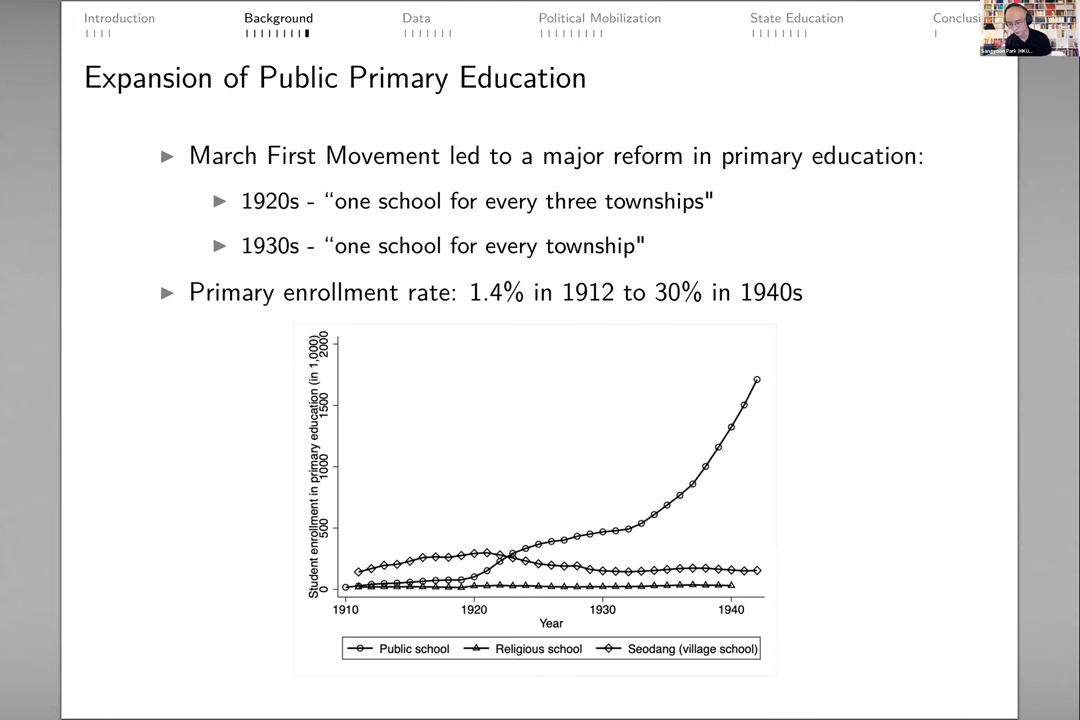 Introduction
Background
Data
Political Mobilization
State Education
Conclusi
Expansion of Public Primary Education
March First Movement led to a major reform in primary education:
1920s - “one school for every three townships"
1930s - “one school for every township"
Primary enrollment rate: 1.4% in 1912 to 30% in 1940s
Student enrollment in primary education (in 1,000)
2000
1500
1000
500
0
1910
1920
1930
1940
Year
Public school
Religious school
Seodang (village school)